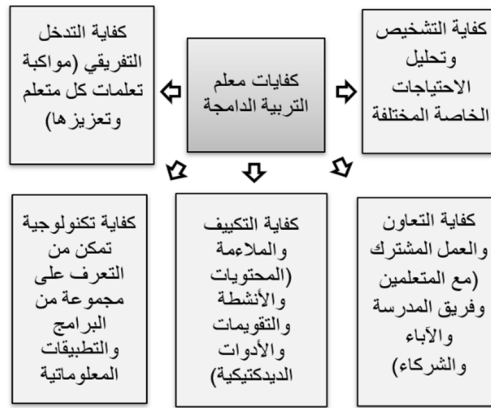 كفايات معلم
التربية الدامجة
كفاية التشخيص
وتحليل
الاحتياجات
الخاصة المختلفة
كفاية التدخل
التفريقي (مواكبة
تعلمات كل متعلم
وتعزيزها)
كفاية التعاون
والعمل المشترك
(مع المتعلمين
وفريق المدرسة
والآباء
والشركاء)
كفاية التكييف
والملاءمة
(المحتويات
والأنشطة
والتقويمات
والأدوات
الديدكتيكية)
كفاية تكنولوجية
تمكن من
التعرف على
مجموعة من
البرامج
والتطبيقات
المعلوماتية